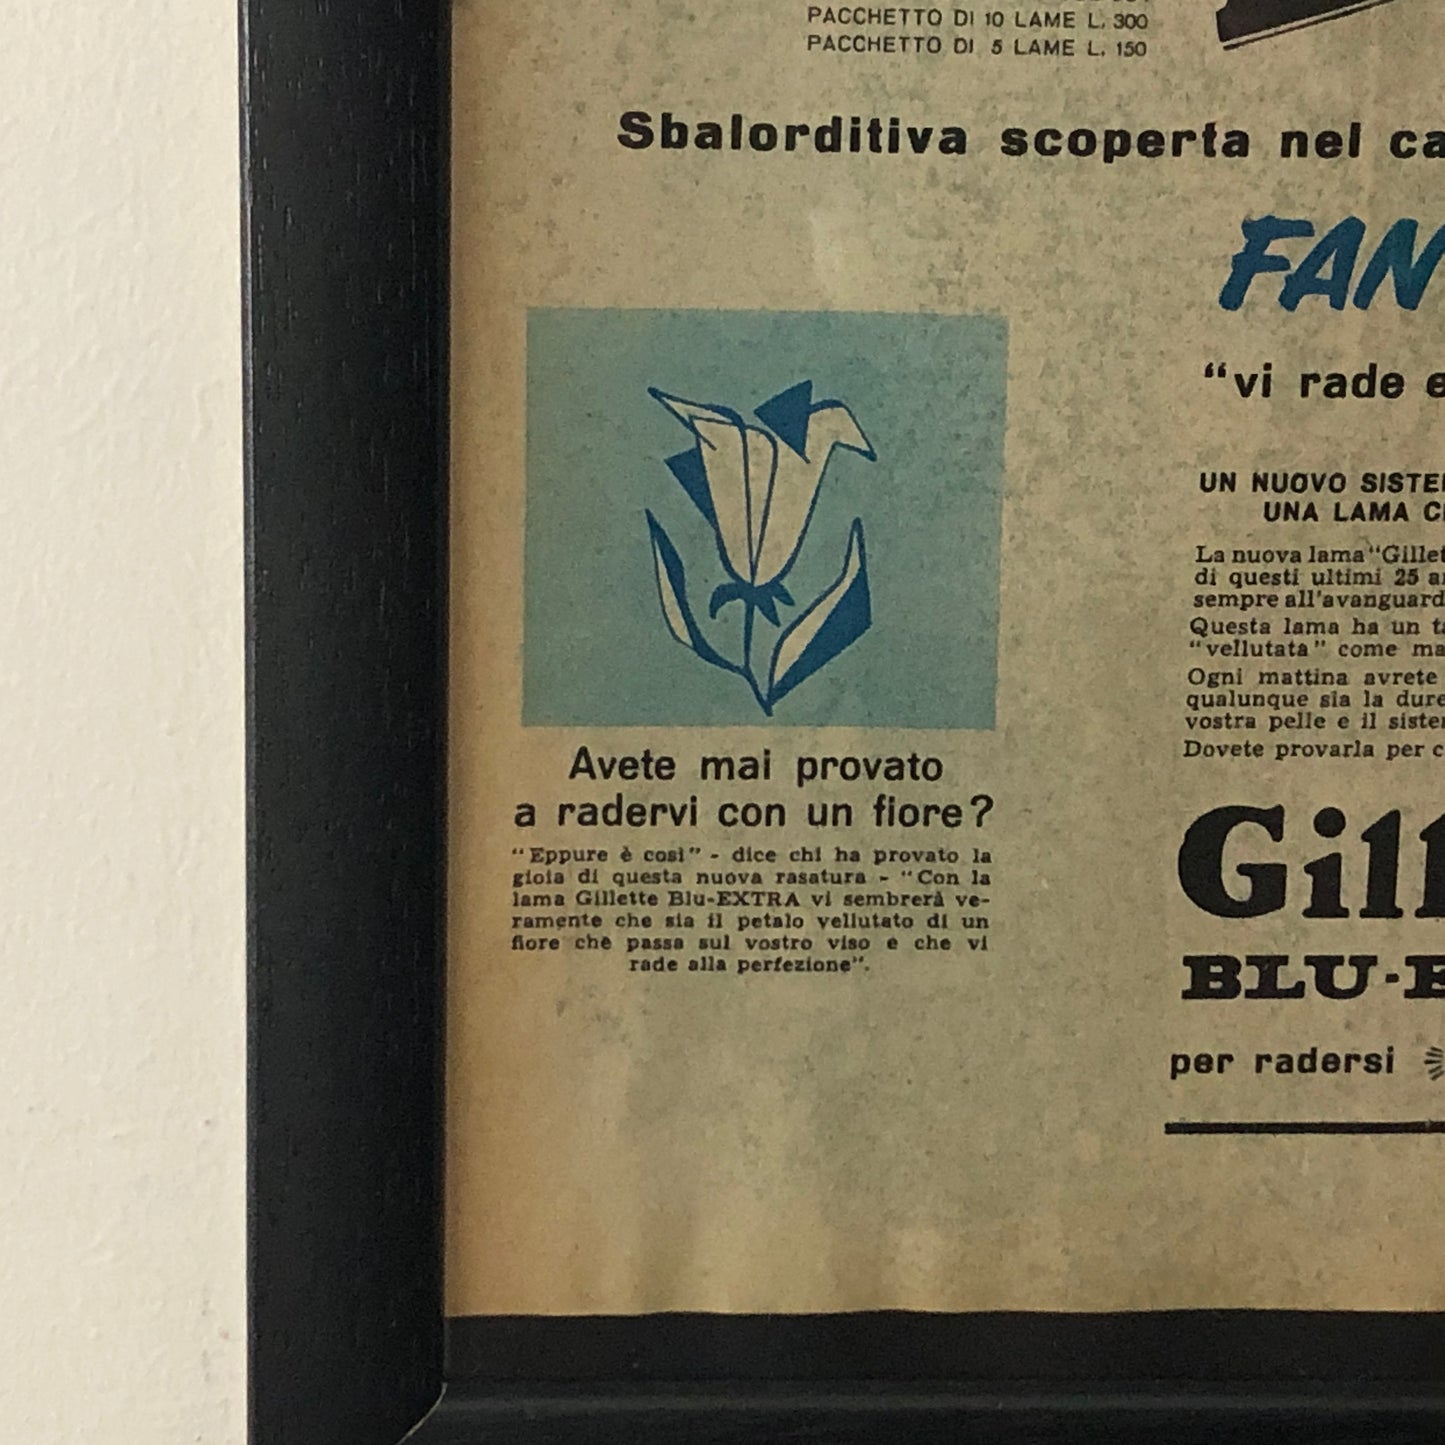 PACCHETTO DI 10 LAME L. 300
PACCHETTO DI 5 LAME L. 150
Sbalorditiva scoperta nel ca
FAN
"vi rade e
UN NUOVO SISTE
UNA LAMA C
La nuova lama "Gillet
di questi ultimi 25 a
sempre all'avanguard
Questa lama ha un ta
"vellutata" come ma
Ogni mattina avrete
qualunque sia la dure
vostra pelle e il siste
Dovete provarla per c
Gill
BLU-E
per radersi
Avete mai provato
a radervi con un fiore?
"Eppure è così" - dice chi ha provato la
gioia di questa nuova rasatura - "Con la
lama Gillette Blu-EXTRA vi sembrerà ve-
ramente che sia il petalo vellutato di un
fiore che passa sul vostro viso e che vi
rade alla perfezione".